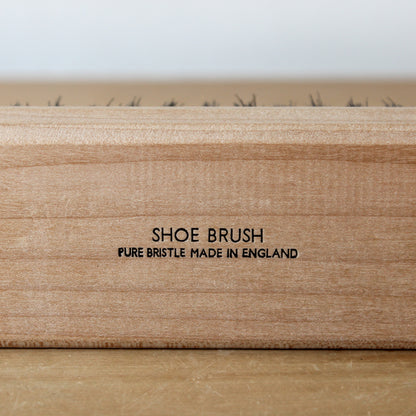 SHOE BRUSH
PURE BRISTLE MADE IN ENGLAND